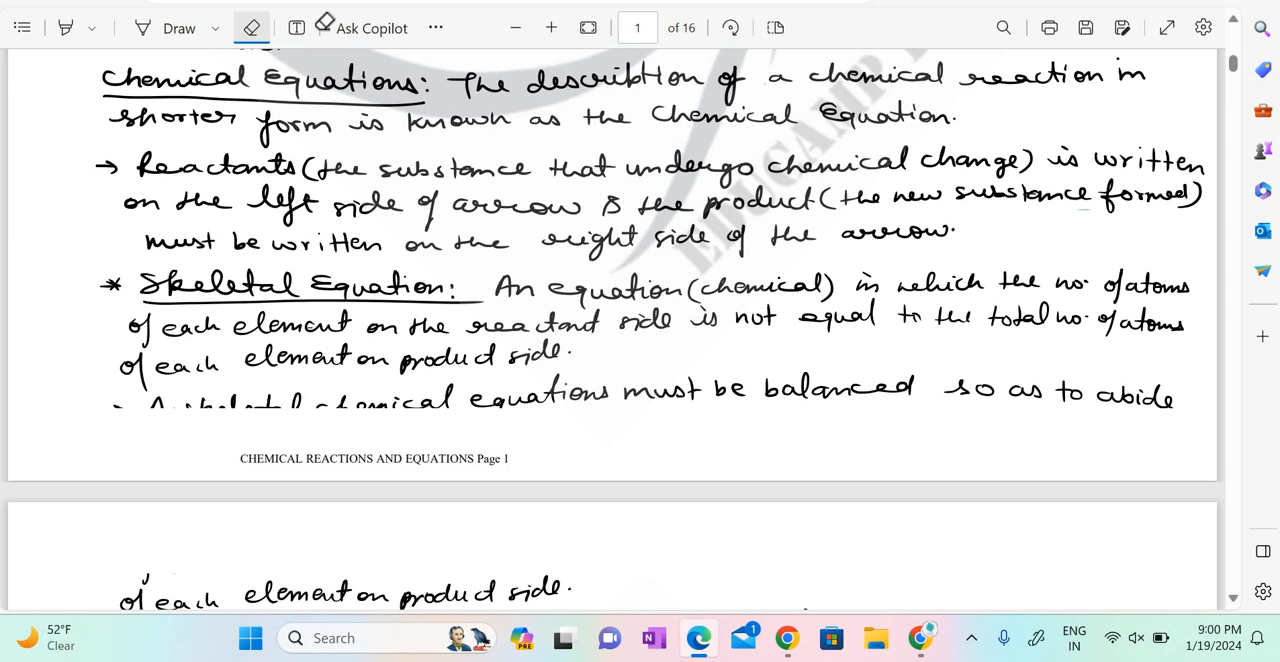 Draw
Ask Copilot
1 of 16
Chemical Equations: The description of a chemical reaction in
shorter form is known as the Chemical Equation.
→ Reactants (the substance that undergo chemical change) is written
on the left side of arrow & the product (the new substance formed)
must be written on the right side of the arrow.
* Skeletal Equation: An equation (chemical) in which the no. of atoms
of each element on the reactant side is not equal to the total no. of atoms
of each element on product side.
A skeletal chemical equations must be balanced so as to abide
EDUCAMP
CHEMICAL REACTIONS AND EQUATIONS Page 1
of each element on product side.
52°F
Clear
Search
PRE
1
ENG
IN
9:00 PM
1/19/2024